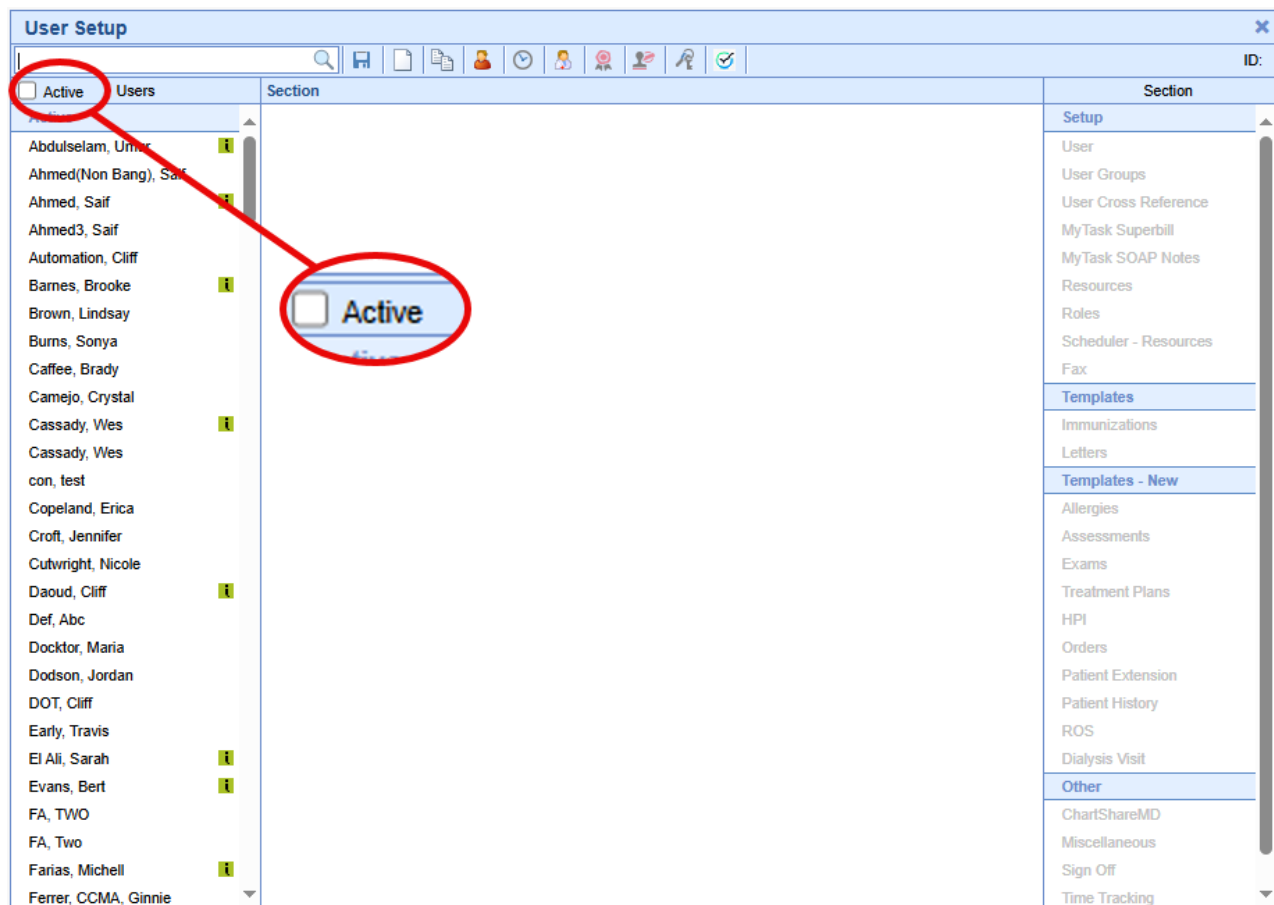 User Setup
ID:
Active Users
Section
Section
Active
Abdulselam, Umar
Ahmed(Non Bang), Saif
Ahmed, Saif
Ahmed3, Saif
Automation, Cliff
Barnes, Brooke
Brown, Lindsay
Burns, Sonya
Caffee, Brady
Camejo, Crystal
Cassady, Wes
Cassady, Wes
con, test
Copeland, Erica
Croft, Jennifer
Cutwright, Nicole
Daoud, Cliff
Def, Abc
Docktor, Maria
Dodson, Jordan
DOT, Cliff
Early, Travis
El Ali, Sarah
Evans, Bert
FA, TWO
FA, Two
Farias, Michell
Ferrer, CCMA, Ginnie
Active
Setup
User
User Groups
User Cross Reference
MyTask Superbill
MyTask SOAP Notes
Resources
Roles
Scheduler - Resources
Fax
Templates
Immunizations
Letters
Templates - New
Allergies
Assessments
Exams
Treatment Plans
HPI
Orders
Patient Extension
Patient History
ROS
Dialysis Visit
Other
ChartShareMD
Miscellaneous
Sign Off
Time Tracking